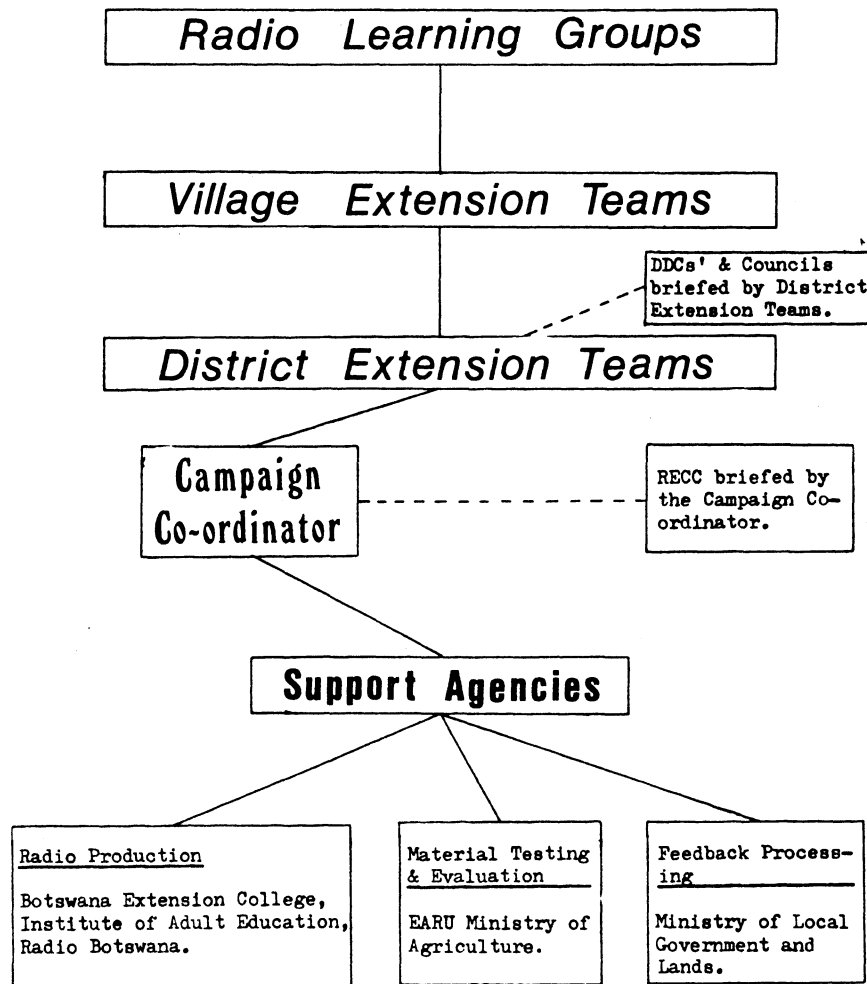 Radio Learning Groups
Village Extension Teams
DDCs' & Councils
briefed by District
Extension Teams.
District Extension Teams
Campaign
Co-ordinator
RECC briefed by
the Campaign Co-
ordinator.
Support Agencies
Radio Production
Botswana Extension College,
Institute of Adult Education,
Radio Botswana.
Material Testing
& Evaluation
EARU Ministry of
Agriculture.
Feedback Process-
ing
Ministry of Local
Government and
Lands.